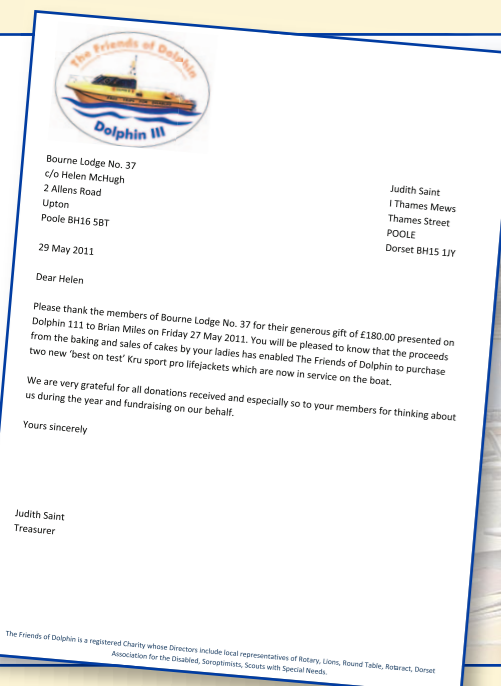 The Friends of Dolphin
Dolphin III
Bourne Lodge No. 37
c/o Helen McHugh
2 Allens Road
Upton
Poole BH16 5BT
Judith Saint
I Thames Mews
Thames Street
POOLE
Dorset BH15 1JY
29 May 2011
Dear Helen
Please thank the members of Bourne Lodge No. 37 for their generous gift of £180.00 presented on
Dolphin 111 to Brian Miles on Friday 27 May 2011. You will be pleased to know that the proceeds
from the baking and sales of cakes by your ladies has enabled The Friends of Dolphin to purchase
two new ‘best on test’ Kru sport pro lifejackets which are now in service on the boat.
We are very grateful for all donations received and especially so to your members for thinking about
us during the year and fundraising on our behalf.
Yours sincerely
Judith Saint
Treasurer
The Friends of Dolphin is a registered Charity whose Directors include local representatives of Rotary, Lions, Round Table, Rotaract, Dorset
Association for the Disabled, Soroptimists, Scouts with Special Needs.